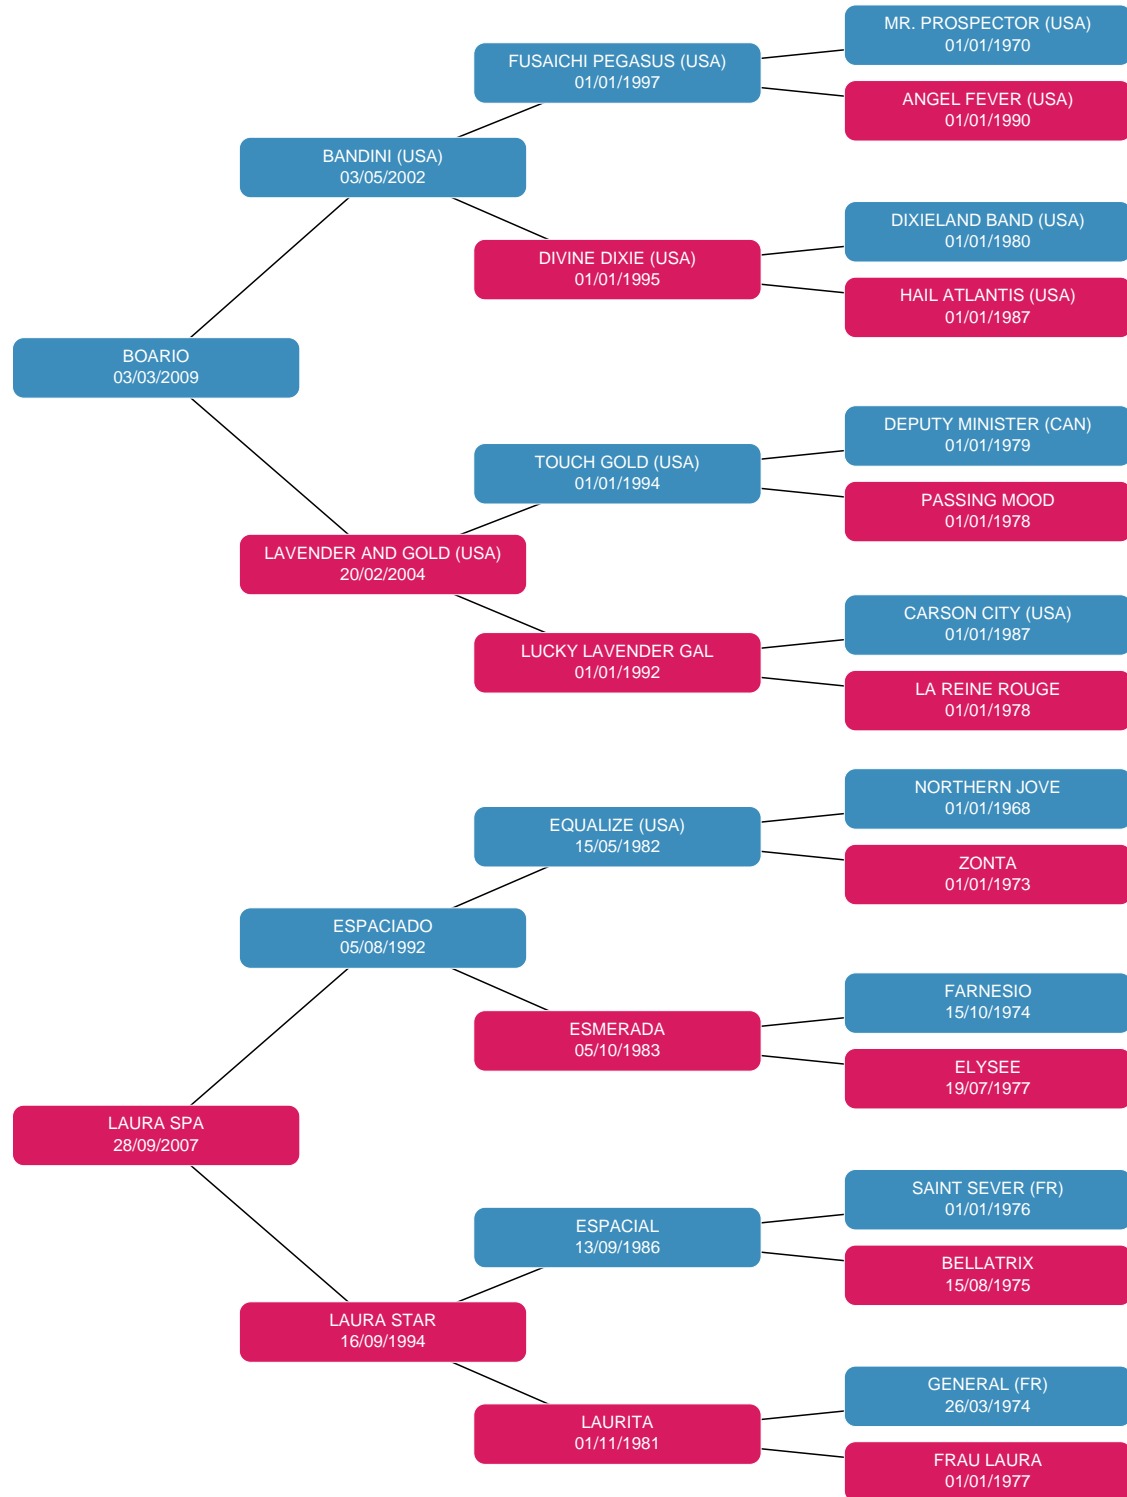 MR. PROSPECTOR (USA)
01/01/1970
FUSAICHI PEGASUS (USA)
01/01/1997
ANGEL FEVER (USA)
01/01/1990
BANDINI (USA)
03/05/2002
DIXIELAND BAND (USA)
01/01/1980
DIVINE DIXIE (USA)
01/01/1995
HAIL ATLANTIS (USA)
01/01/1987
BOARIO
03/03/2009
DEPUTY MINISTER (CAN)
01/01/1979
TOUCH GOLD (USA)
01/01/1994
PASSING MOOD
01/01/1978
LAVENDER AND GOLD (USA)
20/02/2004
CARSON CITY (USA)
01/01/1987
LUCKY LAVENDER GAL
01/01/1992
LA REINE ROUGE
01/01/1978
NORTHERN JOVE
01/01/1968
EQUALIZE (USA)
15/05/1982
ZONTA
01/01/1973
ESPACIADO
05/08/1992
FARNESIO
15/10/1974
ESMERADA
05/10/1983
ELYSEE
19/07/1977
LAURA SPA
28/09/2007
SAINT SEVER (FR)
01/01/1976
ESPACIAL
13/09/1986
BELLATRIX
15/08/1975
LAURA STAR
16/09/1994
GENERAL (FR)
26/03/1974
LAURITA
01/11/1981
FRAU LAURA
01/01/1977